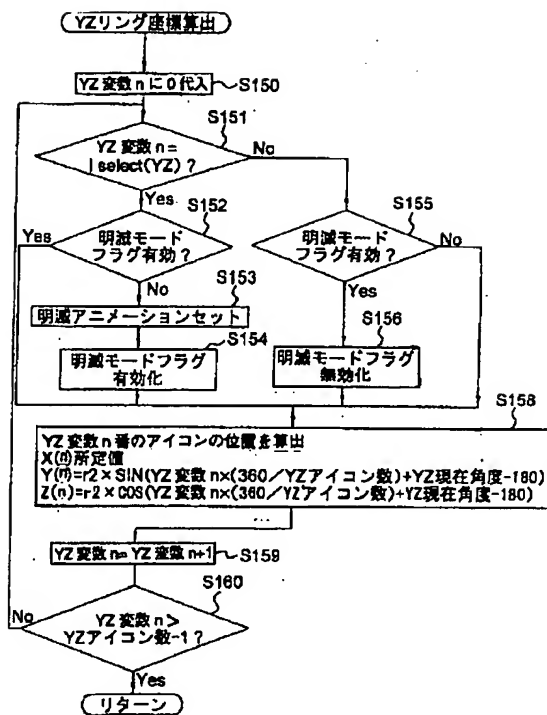 YZリング座標算出
YZ変数nに0代入
S150
S151
YZ変数n=
I select(YZ)?
No
Yes
S152
S155
Yes
明滅モード
フラグ有効?
明滅モード
フラグ有効?
No
No
S153
Yes
明滅アニメーションセット
S154
S156
明滅モードフラグ
有効化
明滅モードフラグ
無効化
S158
YZ変数n番のアイコンの位置を算出
X(n)所定値
Y(n)=r2×SIN(YZ変数n×(360/YZアイコン数)+YZ現在角度-180)
Z(n)=r2×COS(YZ変数n×(360/YZアイコン数)+YZ現在角度-180)
YZ変数n=YZ変数n+1
S159
S160
No
YZ変数n>
YZアイコン数-1?
Yes
リターン